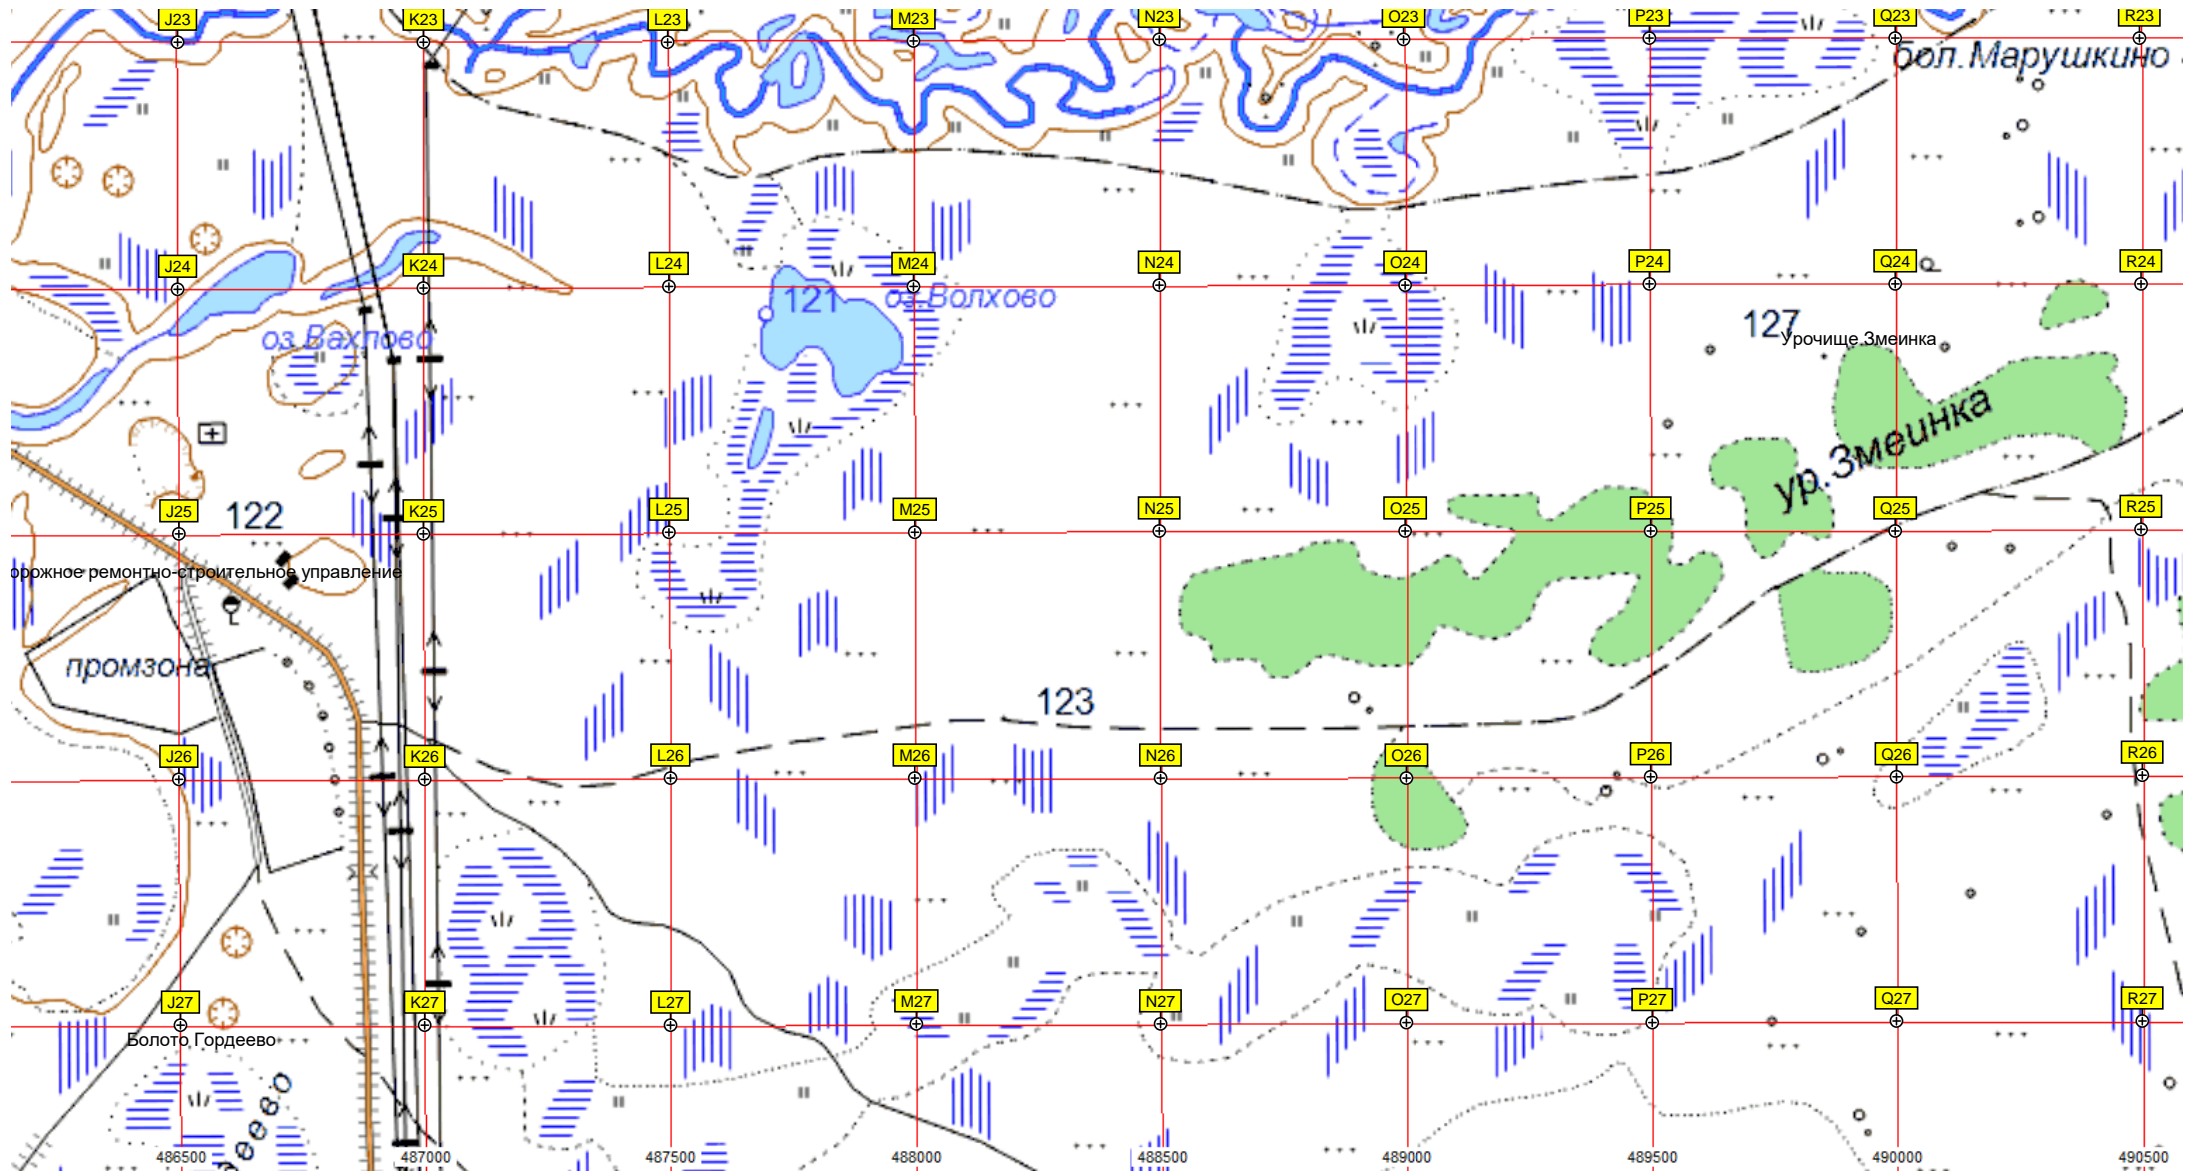 J23 K23 L23 M23 N23 O23 P23 Q23 R23
бол.Марушкино
J24 K24 L24 M24 N24 O24 P24 Q24 R24
121
оз.Волхово
оз.Вахлово
127
Урочище Змеинка
ур.Змеинка
J25 K25 L25 M25 N25 O25 P25 Q25 R25
122
орожное ремонтно-строительное управление
промзона
123
J26 K26 L26 M26 N26 O26 P26 Q26 R26
J27 K27 L27 M27 N27 O27 P27 Q27 R27
Болото Гордеево
деево
486500 487000 487500 488000 488500 489000 489500 490000 490500